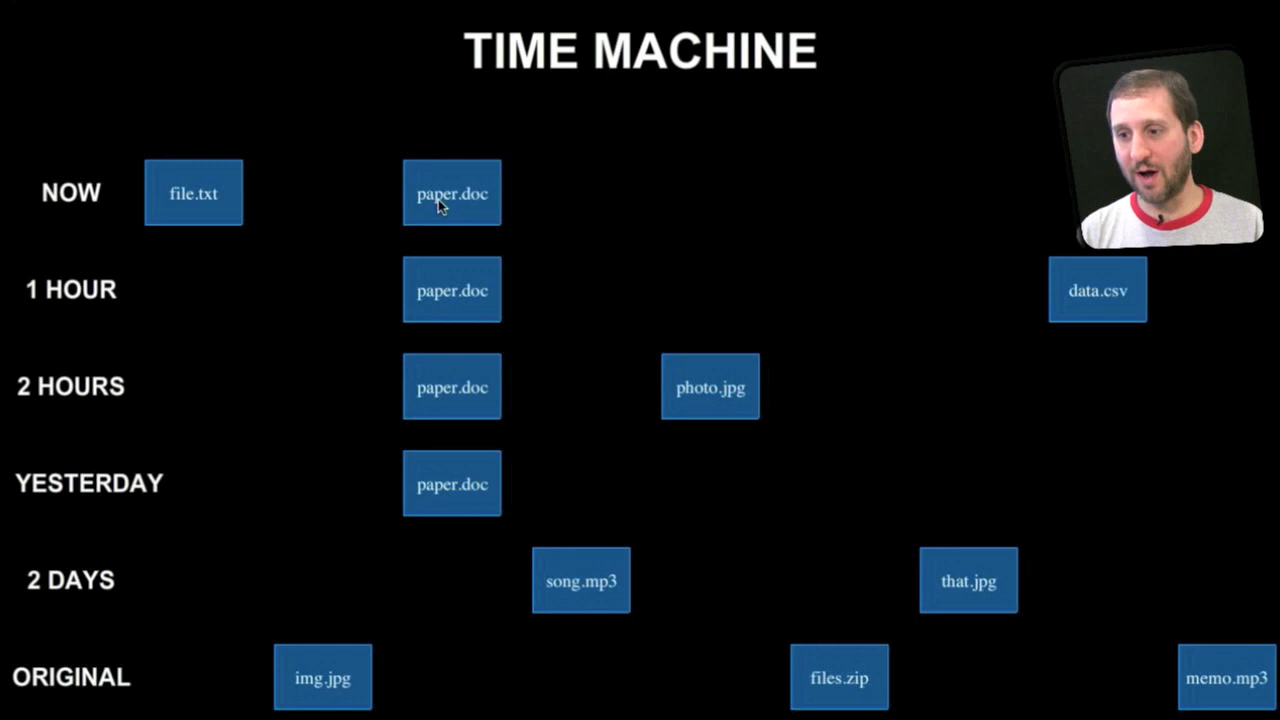 TIME MACHINE
NOW file.txt paper.doc
1 HOUR paper.doc data.csv
2 HOURS paper.doc photo.jpg
YESTERDAY paper.doc
2 DAYS song.mp3 that.jpg
ORIGINAL img.jpg files.zip memo.mp3